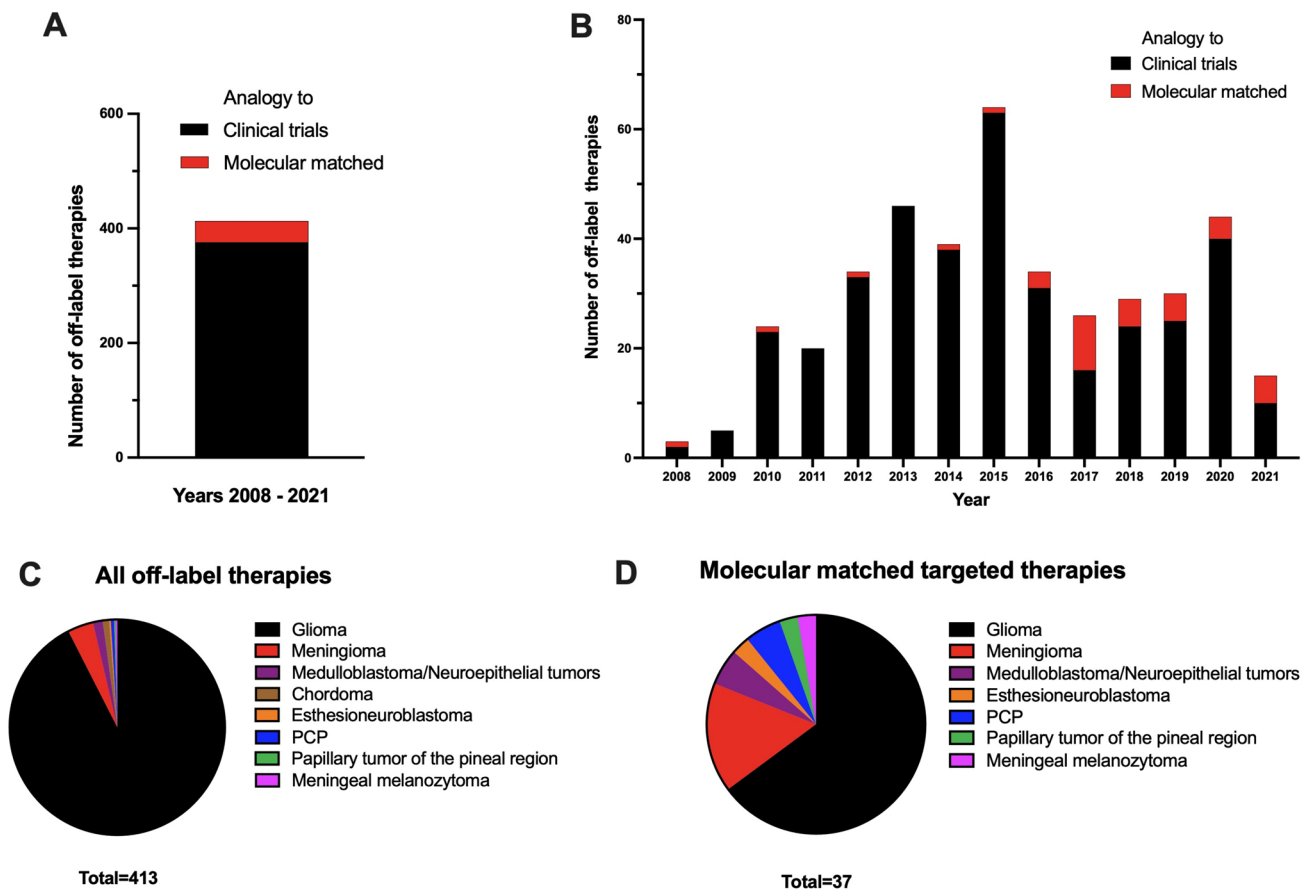 A
Analogy to
Clinical trials
Molecular matched
Number of off-label therapies
600
400
200
0
Years 2008 - 2021
B
Analogy to
Clinical trials
Molecular matched
Number of off-label therapies
80
60
40
20
0
2008 2009 2010 2011 2012 2013 2014 2015 2016 2017 2018 2019 2020 2021
Year
C
All off-label therapies
Glioma
Meningioma
Medulloblastoma/Neuroepithelial tumors
Chordoma
Esthesioneuroblastoma
PCP
Papillary tumor of the pineal region
Meningeal melanozytoma
Total=413
D
Molecular matched targeted therapies
Glioma
Meningioma
Medulloblastoma/Neuroepithelial tumors
Esthesioneuroblastoma
PCP
Papillary tumor of the pineal region
Meningeal melanozytoma
Total=37